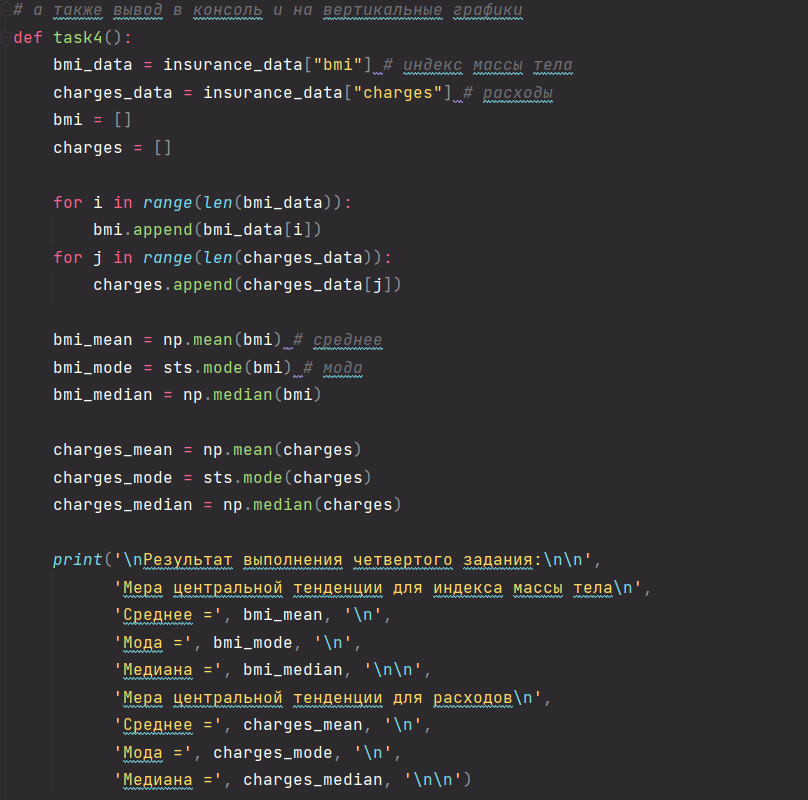 # а также вывод в консоль и на вертикальные графики
def task4():
    bmi_data = insurance_data["bmi"] # индекс массы тела
    charges_data = insurance_data["charges"] # расходы
    bmi = []
    charges = []

    for i in range(len(bmi_data)):
        bmi.append(bmi_data[i])
    for j in range(len(charges_data)):
        charges.append(charges_data[j])

    bmi_mean = np.mean(bmi) # среднее
    bmi_mode = sts.mode(bmi) # мода
    bmi_median = np.median(bmi)

    charges_mean = np.mean(charges)
    charges_mode = sts.mode(charges)
    charges_median = np.median(charges)

    print('\nРезультат выполнения четвертого задания:\n\n',
          'Мера центральной тенденции для индекса массы тела\n',
          'Среднее =', bmi_mean, '\n',
          'Мода =', bmi_mode, '\n',
          'Медиана =', bmi_median, '\n\n',
          'Мера центральной тенденции для расходов\n',
          'Среднее =', charges_mean, '\n',
          'Мода =', charges_mode, '\n',
          'Медиана =', charges_median, '\n\n')